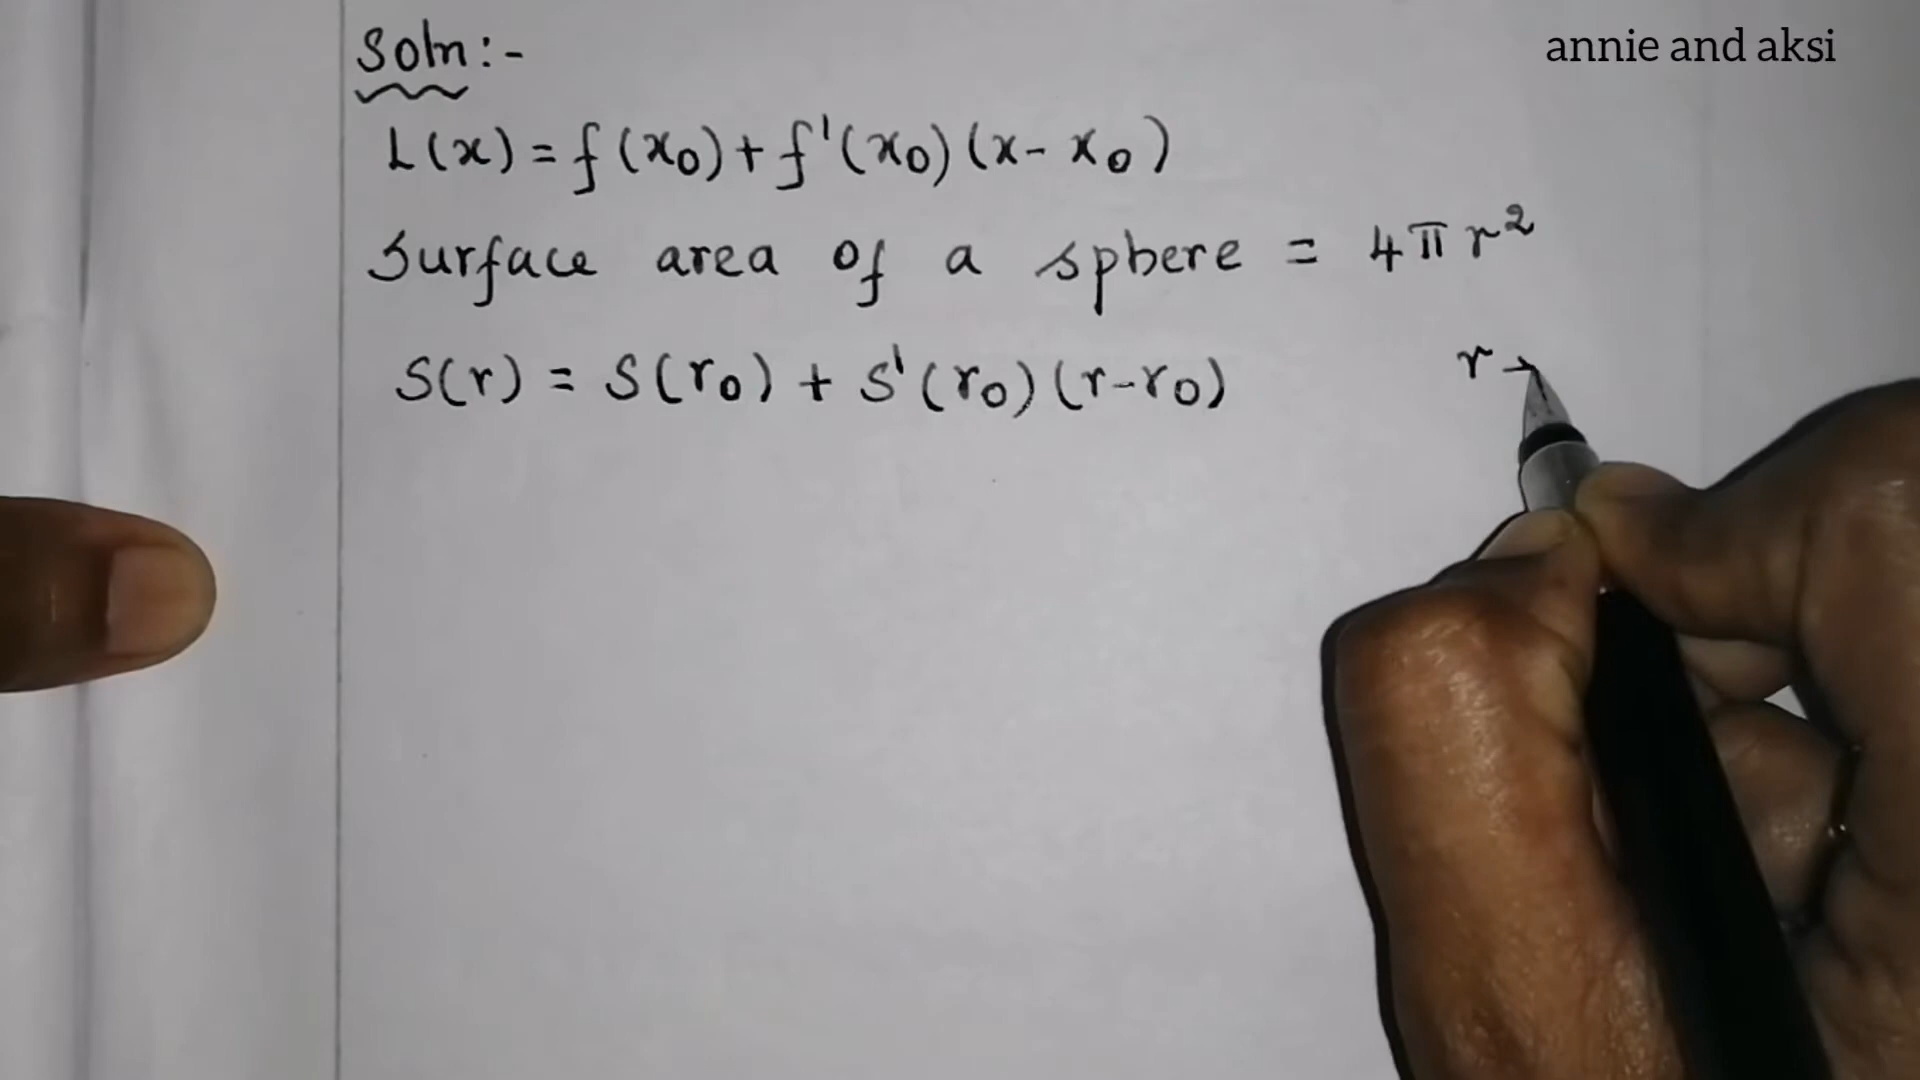 annie and aksi
Soln:-
L(x) = f(x₀) + f'(x₀)(x - x₀)
Surface area of a sphere = 4πr²
S(r) = S(r₀) + S'(r₀)(r-r₀)
r →